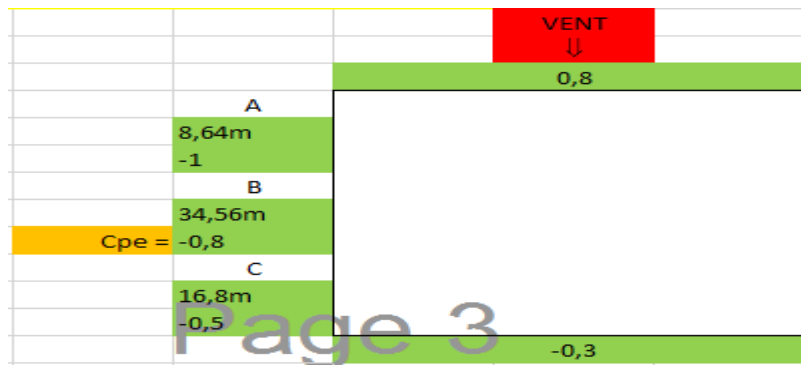 VENT
⇓
0,8
A
8,64m
-1
B
34,56m
Cpe = -0,8
C
16,8m
-0,5
Page 3
-0,3